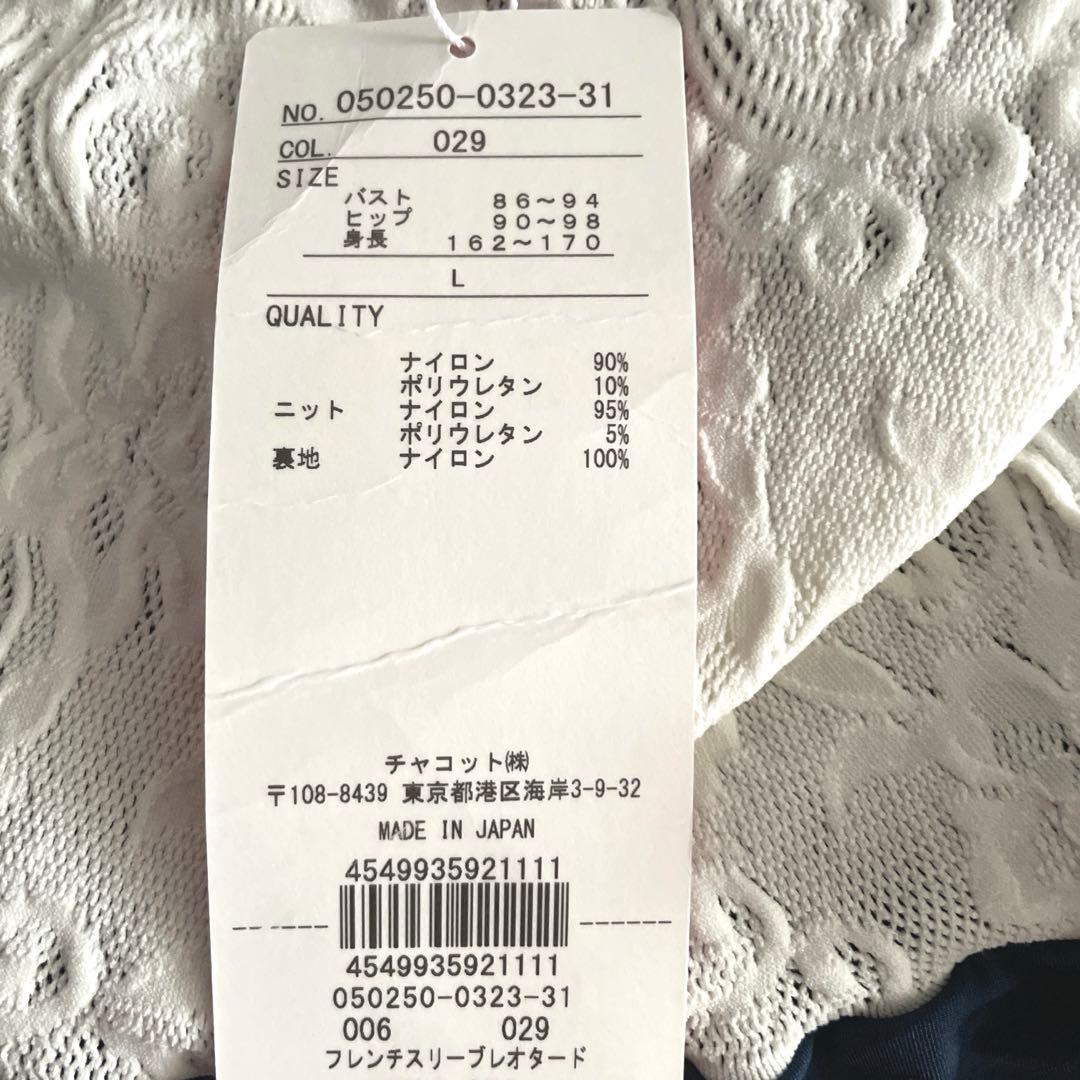 NO. 050250-0323-31
COL. 029
SIZE
バスト 86～94
ヒップ 90～98
身長 162～170
L
QUALITY
ナイロン 90%
ポリウレタン 10%
ニット ナイロン 95%
ポリウレタン 5%
裏地 ナイロン 100%
チャコット㈱
〒108-8439 東京都港区海岸3-9-32
MADE IN JAPAN
4549935921111
4549935921111
050250-0323-31
006 029
フレンチスリーブレオタード